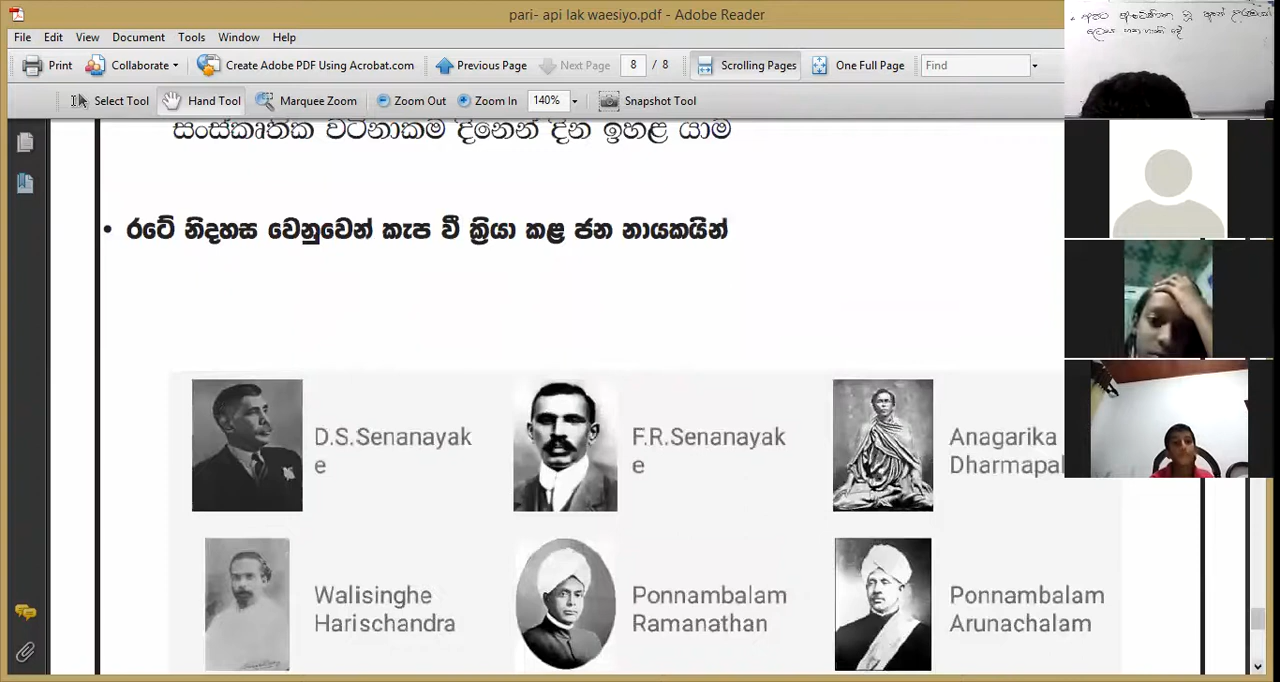 pari- api lak waesiyo.pdf - Adobe Reader
File Edit View Document Tools Window Help
Print Collaborate Create Adobe PDF Using Acrobat.com Previous Page Next Page 8 / 8 Scrolling Pages One Full Page Find
Select Tool Hand Tool Marquee Zoom Zoom Out Zoom In 140% Snapshot Tool
සංස්කෘතික වටිනාකම දිනෙන් දින ඉහළ යාම
• රටේ නිදහස වෙනුවෙන් කැප වී ක්‍රියා කළ ජන නායකයින්
D.S.Senanayak
e
F.R.Senanayak
e
Anagarika
Dharmapal
Walisinghe
Harischandra
Ponnambalam
Ramanathan
Ponnambalam
Arunachalam